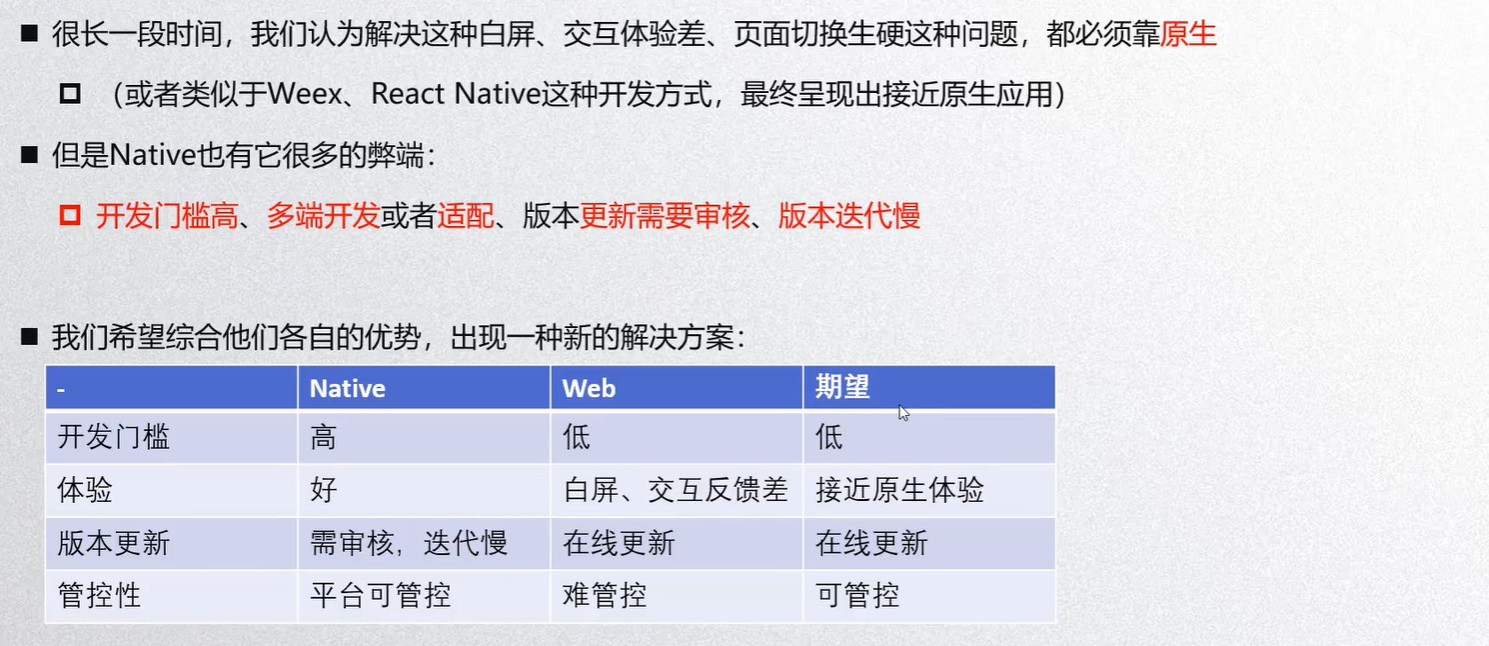 很长一段时间，我们认为解决这种白屏、交互体验差、页面切换生硬这种问题，都必须靠原生
（或者类似于Weex、React Native这种开发方式，最终呈现出接近原生应用）
但是Native也有它很多的弊端：
开发门槛高、多端开发或者适配、版本更新需要审核、版本迭代慢
我们希望综合他们各自的优势，出现一种新的解决方案：
- Native Web 期望
开发门槛 高 低 低
体验 好 白屏、交互反馈差 接近原生体验
版本更新 需审核，迭代慢 在线更新 在线更新
管控性 平台可管控 难管控 可管控